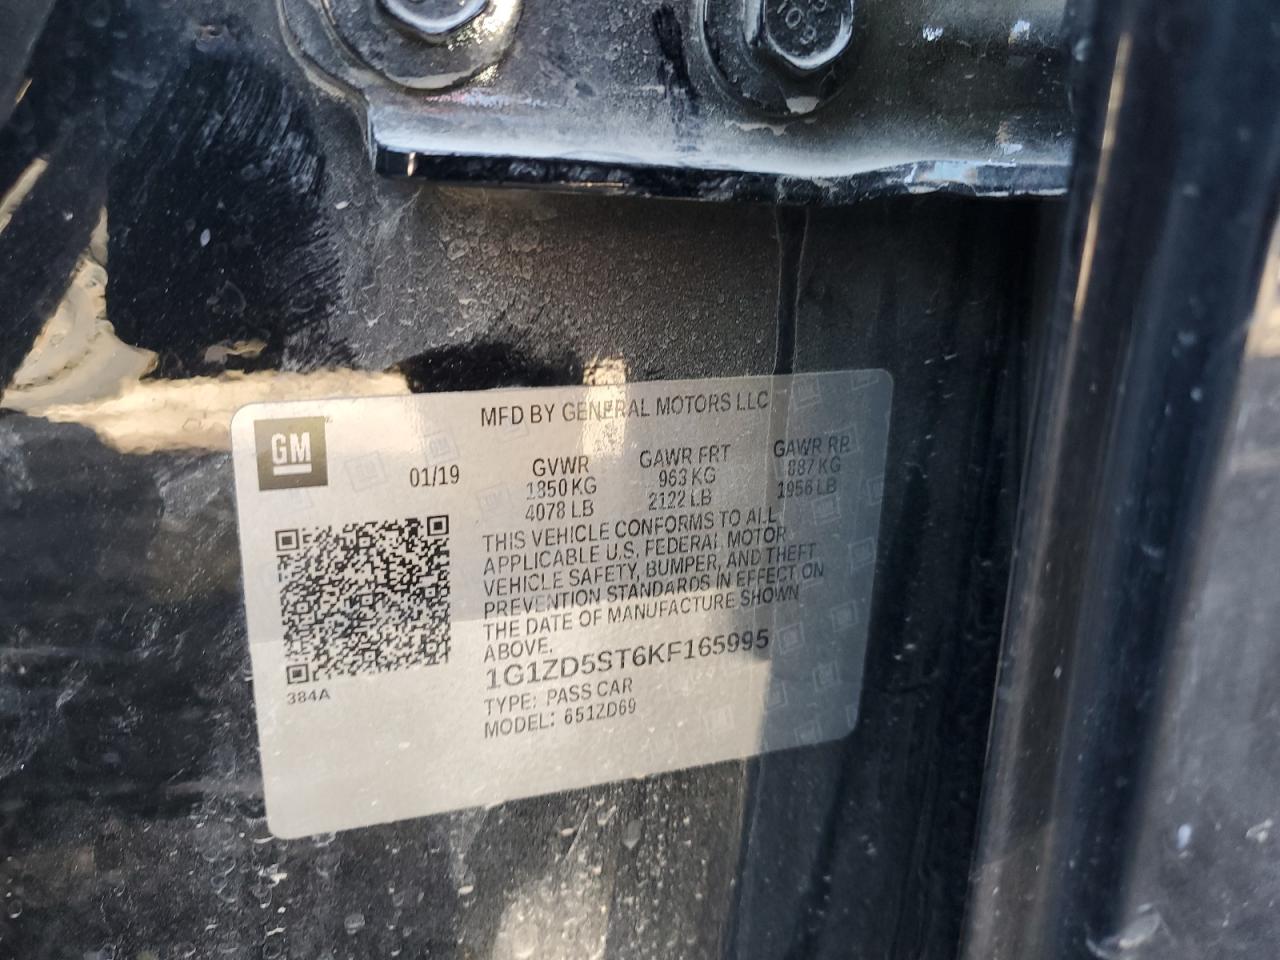 MFD BY GENERAL MOTORS LLC
GM
01/19
GVWR GAWR FRT GAWR RR
1850 KG 963 KG 887 KG
4078 LB 2122 LB 1956 LB
THIS VEHICLE CONFORMS TO ALL
APPLICABLE U.S. FEDERAL MOTOR
VEHICLE SAFETY, BUMPER, AND THEFT
PREVENTION STANDARDS IN EFFECT ON
THE DATE OF MANUFACTURE SHOWN
ABOVE.
1G1ZD5ST6KF165995
384A
TYPE: PASS CAR
MODEL: 651ZD69